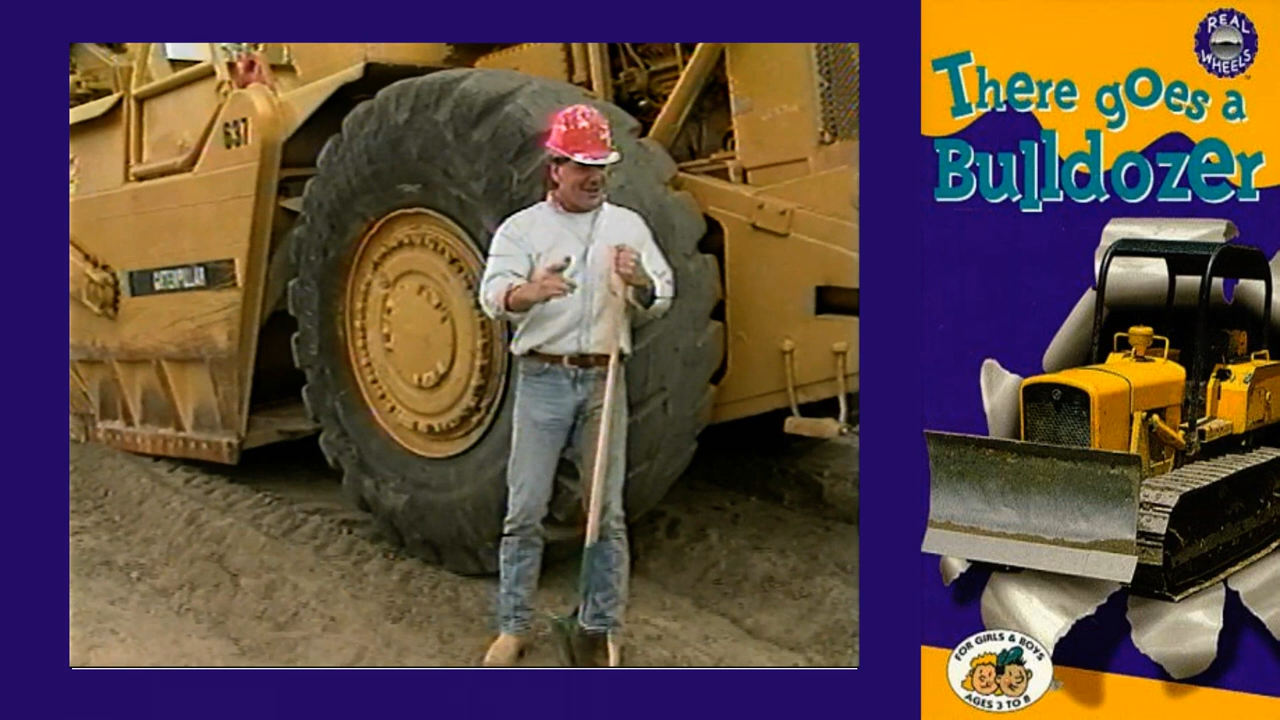 637
CATERPILLAR
REAL
WHEELS
There goes a
Bulldozer
FOR GIRLS & BOYS
AGES 3 TO 8